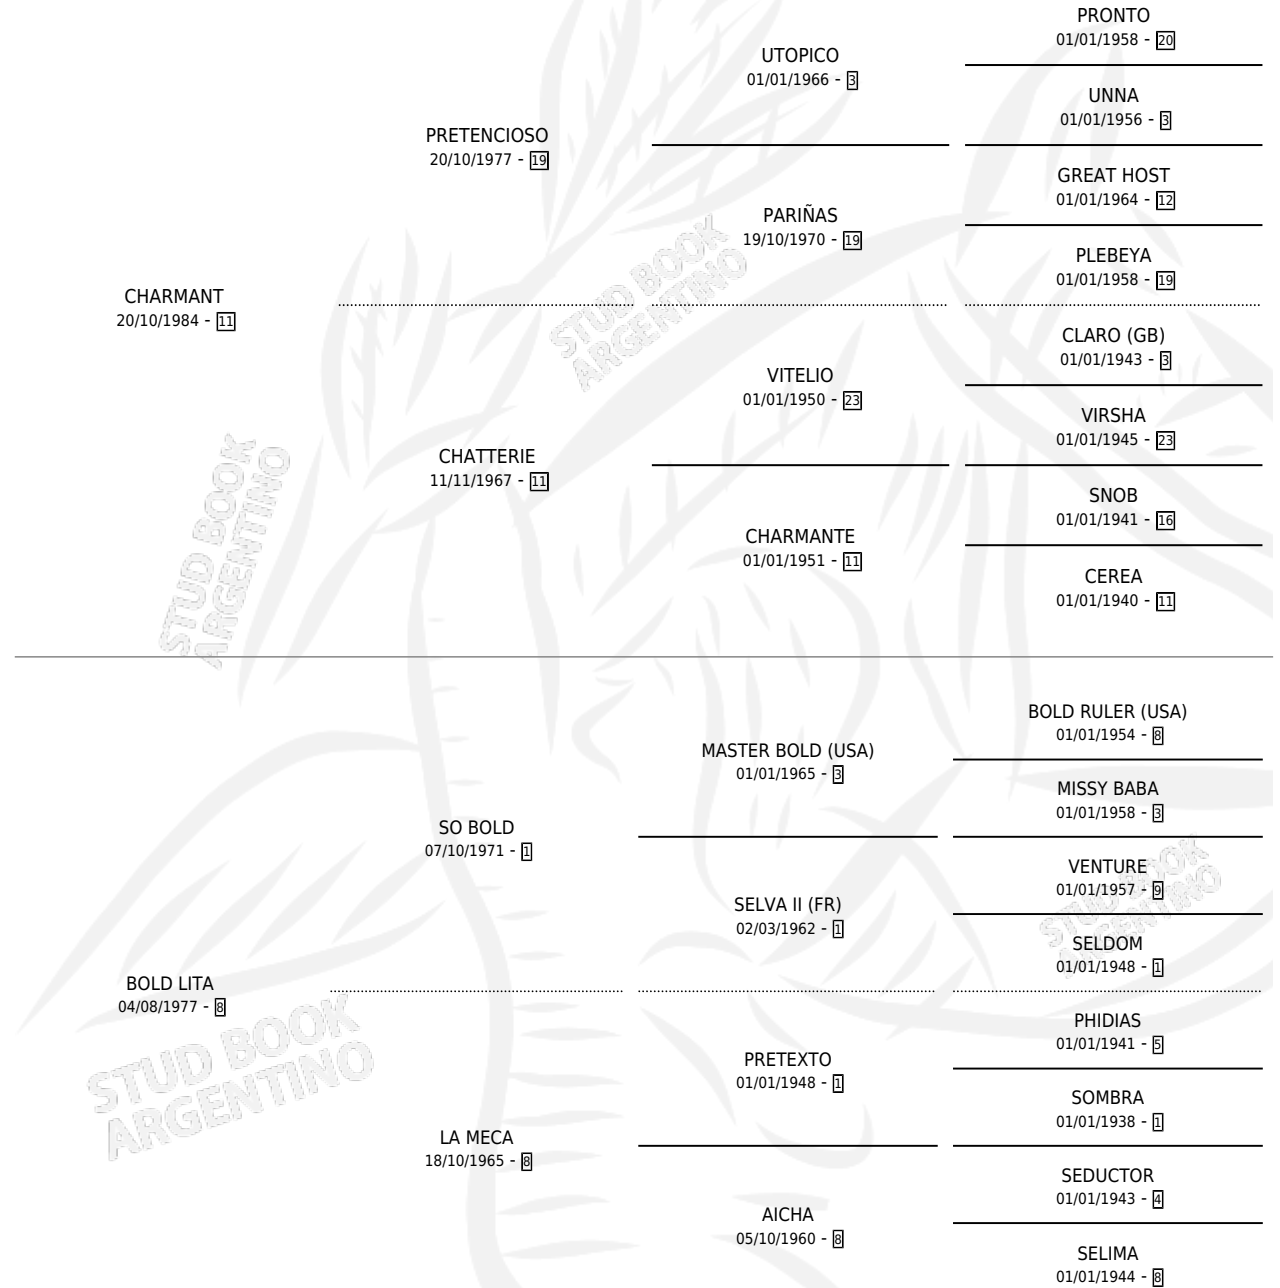 PRONTO
01/01/1958 - 20
UTOPICO
01/01/1966 - 3
UNNA
01/01/1956 - 3
PRETENCIOSO
20/10/1977 - 19
GREAT HOST
01/01/1964 - 12
PARIÑAS
19/10/1970 - 19
PLEBEYA
01/01/1958 - 19
CHARMANT
20/10/1984 - 11
STUD BOOK
ARGENTINO
CLARO (GB)
01/01/1943 - 3
VITELIO
01/01/1950 - 23
VIRSHA
01/01/1945 - 23
CHATTERIE
11/11/1967 - 11
SNOB
01/01/1941 - 16
CHARMANTE
01/01/1951 - 11
CEREA
01/01/1940 - 11
STUD BOOK
ARGENTINO
BOLD RULER (USA)
01/01/1954 - 8
MASTER BOLD (USA)
01/01/1965 - 3
MISSY BABA
01/01/1958 - 3
SO BOLD
07/10/1971 - 1
VENTURE
01/01/1957 - 9
SELVA II (FR)
02/03/1962 - 1
STUD BOOK
ARGENTINO
SELDOM
01/01/1948 - 1
BOLD LITA
04/08/1977 - 8
PHIDIAS
01/01/1941 - 5
PRETEXTO
01/01/1948 - 1
STUD BOOK
ARGENTINO
SOMBRA
01/01/1938 - 1
LA MECA
18/10/1965 - 8
SEDUCTOR
01/01/1943 - 4
AICHA
05/10/1960 - 8
SELIMA
01/01/1944 - 8